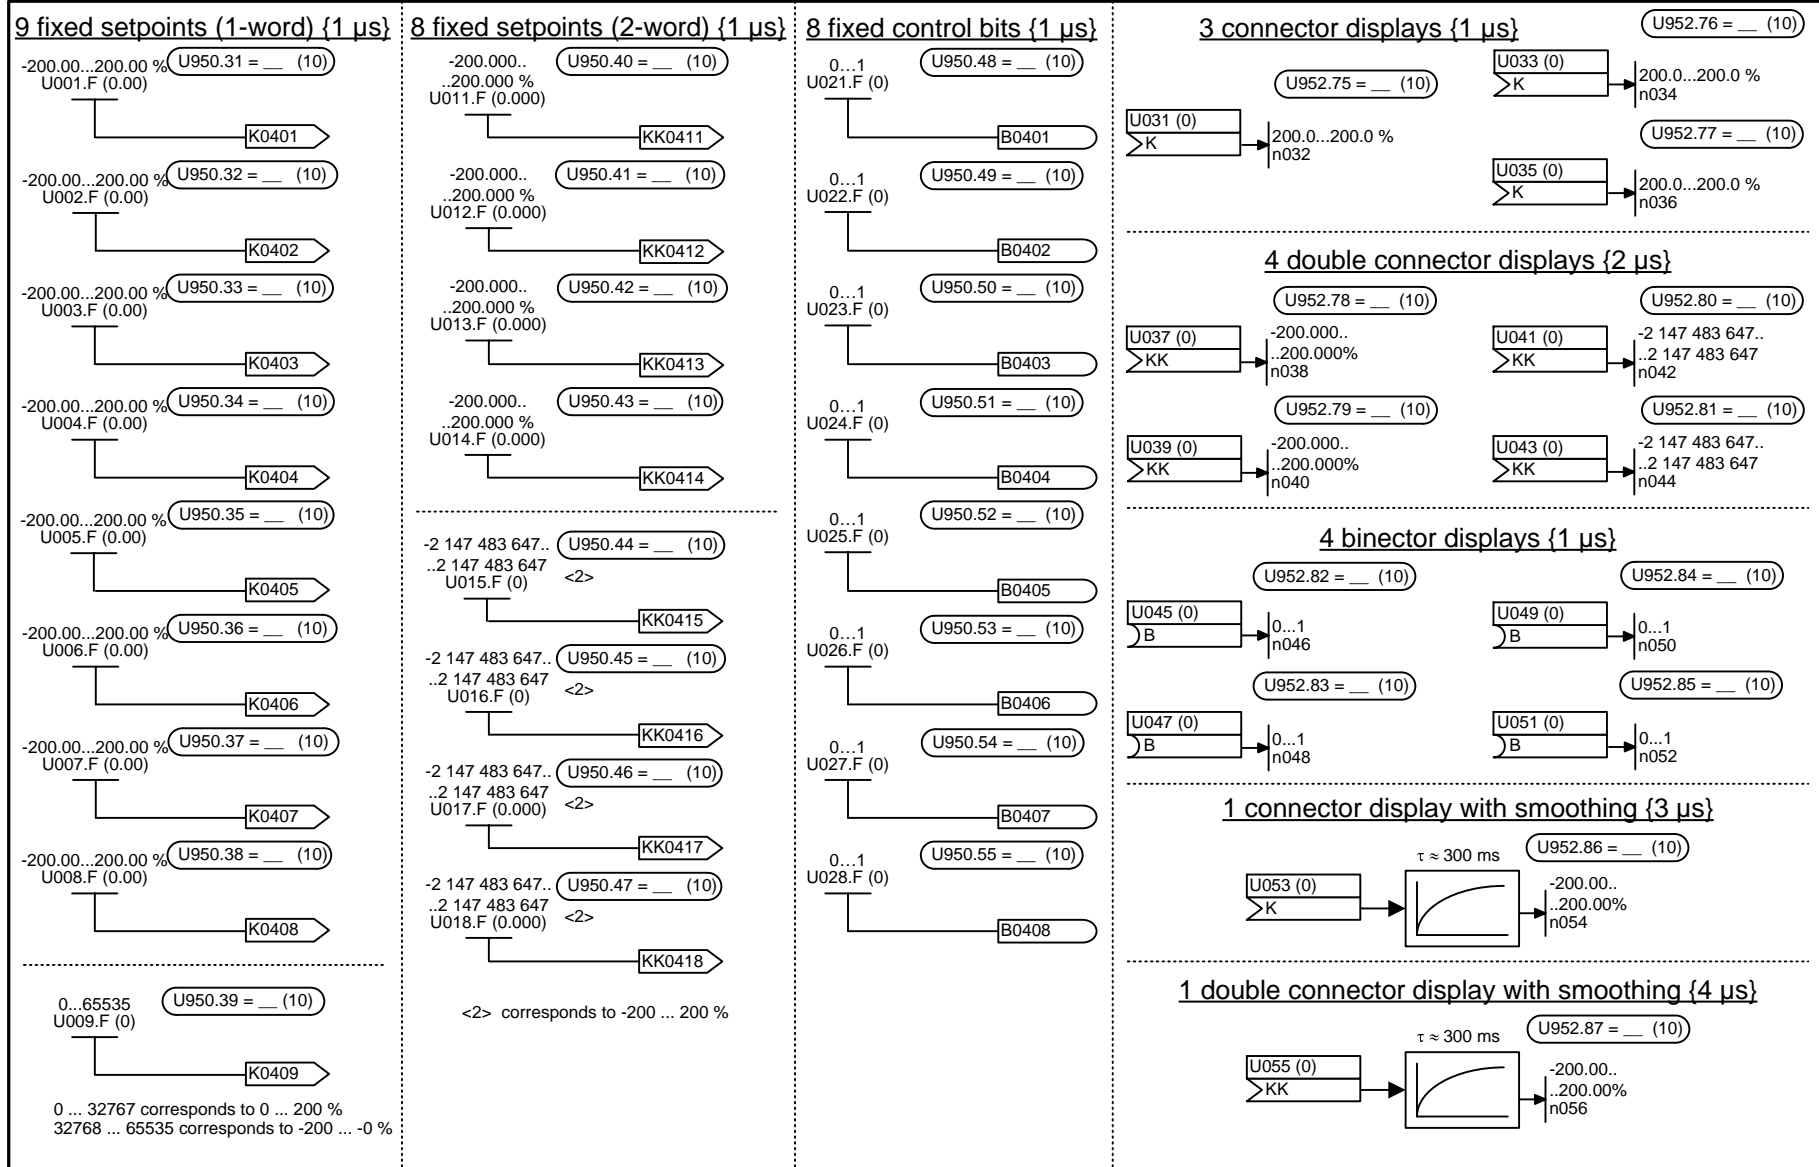 9 fixed setpoints (1-word) {1 µs}
-200.00...200.00 %
U001.F (0.00)
U950.31 = __ (10)
K0401
-200.00...200.00 %
U002.F (0.00)
U950.32 = __ (10)
K0402
-200.00...200.00 %
U003.F (0.00)
U950.33 = __ (10)
K0403
-200.00...200.00 %
U004.F (0.00)
U950.34 = __ (10)
K0404
-200.00...200.00 %
U005.F (0.00)
U950.35 = __ (10)
K0405
-200.00...200.00 %
U006.F (0.00)
U950.36 = __ (10)
K0406
-200.00...200.00 %
U007.F (0.00)
U950.37 = __ (10)
K0407
-200.00...200.00 %
U008.F (0.00)
U950.38 = __ (10)
K0408
0...65535
U009.F (0)
U950.39 = __ (10)
K0409
0 ... 32767 corresponds to 0 ... 200 %
32768 ... 65535 corresponds to -200 ... -0 %
8 fixed setpoints (2-word) {1 µs}
-200.000..
..200.000 %
U011.F (0.000)
U950.40 = __ (10)
KK0411
-200.000..
..200.000 %
U012.F (0.000)
U950.41 = __ (10)
KK0412
-200.000..
..200.000 %
U013.F (0.000)
U950.42 = __ (10)
KK0413
-200.000..
..200.000 %
U014.F (0.000)
U950.43 = __ (10)
KK0414
-2 147 483 647..
..2 147 483 647
U015.F (0)
U950.44 = __ (10)
<2>
KK0415
-2 147 483 647..
..2 147 483 647
U016.F (0)
U950.45 = __ (10)
<2>
KK0416
-2 147 483 647..
..2 147 483 647
U017.F (0.000)
U950.46 = __ (10)
<2>
KK0417
-2 147 483 647..
..2 147 483 647
U018.F (0.000)
U950.47 = __ (10)
<2>
KK0418
<2> corresponds to -200 ... 200 %
8 fixed control bits {1 µs}
0...1
U021.F (0)
U950.48 = __ (10)
B0401
0...1
U022.F (0)
U950.49 = __ (10)
B0402
0...1
U023.F (0)
U950.50 = __ (10)
B0403
0...1
U024.F (0)
U950.51 = __ (10)
B0404
0...1
U025.F (0)
U950.52 = __ (10)
B0405
0...1
U026.F (0)
U950.53 = __ (10)
B0406
0...1
U027.F (0)
U950.54 = __ (10)
B0407
0...1
U028.F (0)
U950.55 = __ (10)
B0408
3 connector displays {1 µs}
U952.75 = __ (10)
U031 (0)
K
200.0...200.0 %
n032
U952.76 = __ (10)
U033 (0)
K
200.0...200.0 %
n034
U952.77 = __ (10)
U035 (0)
K
200.0...200.0 %
n036
4 double connector displays {2 µs}
U952.78 = __ (10)
U037 (0)
KK
-200.000..
..200.000%
n038
U952.80 = __ (10)
U041 (0)
KK
-2 147 483 647..
..2 147 483 647
n042
U952.79 = __ (10)
U039 (0)
KK
-200.000..
..200.000%
n040
U952.81 = __ (10)
U043 (0)
KK
-2 147 483 647..
..2 147 483 647
n044
4 binector displays {1 µs}
U952.82 = __ (10)
U045 (0)
B
0...1
n046
U952.84 = __ (10)
U049 (0)
B
0...1
n050
U952.83 = __ (10)
U047 (0)
B
0...1
n048
U952.85 = __ (10)
U051 (0)
B
0...1
n052
1 connector display with smoothing {3 µs}
τ ≈ 300 ms
U952.86 = __ (10)
U053 (0)
K
-200.00..
..200.00%
n054
1 double connector display with smoothing {4 µs}
τ ≈ 300 ms
U952.87 = __ (10)
U055 (0)
KK
-200.00..
..200.00%
n056